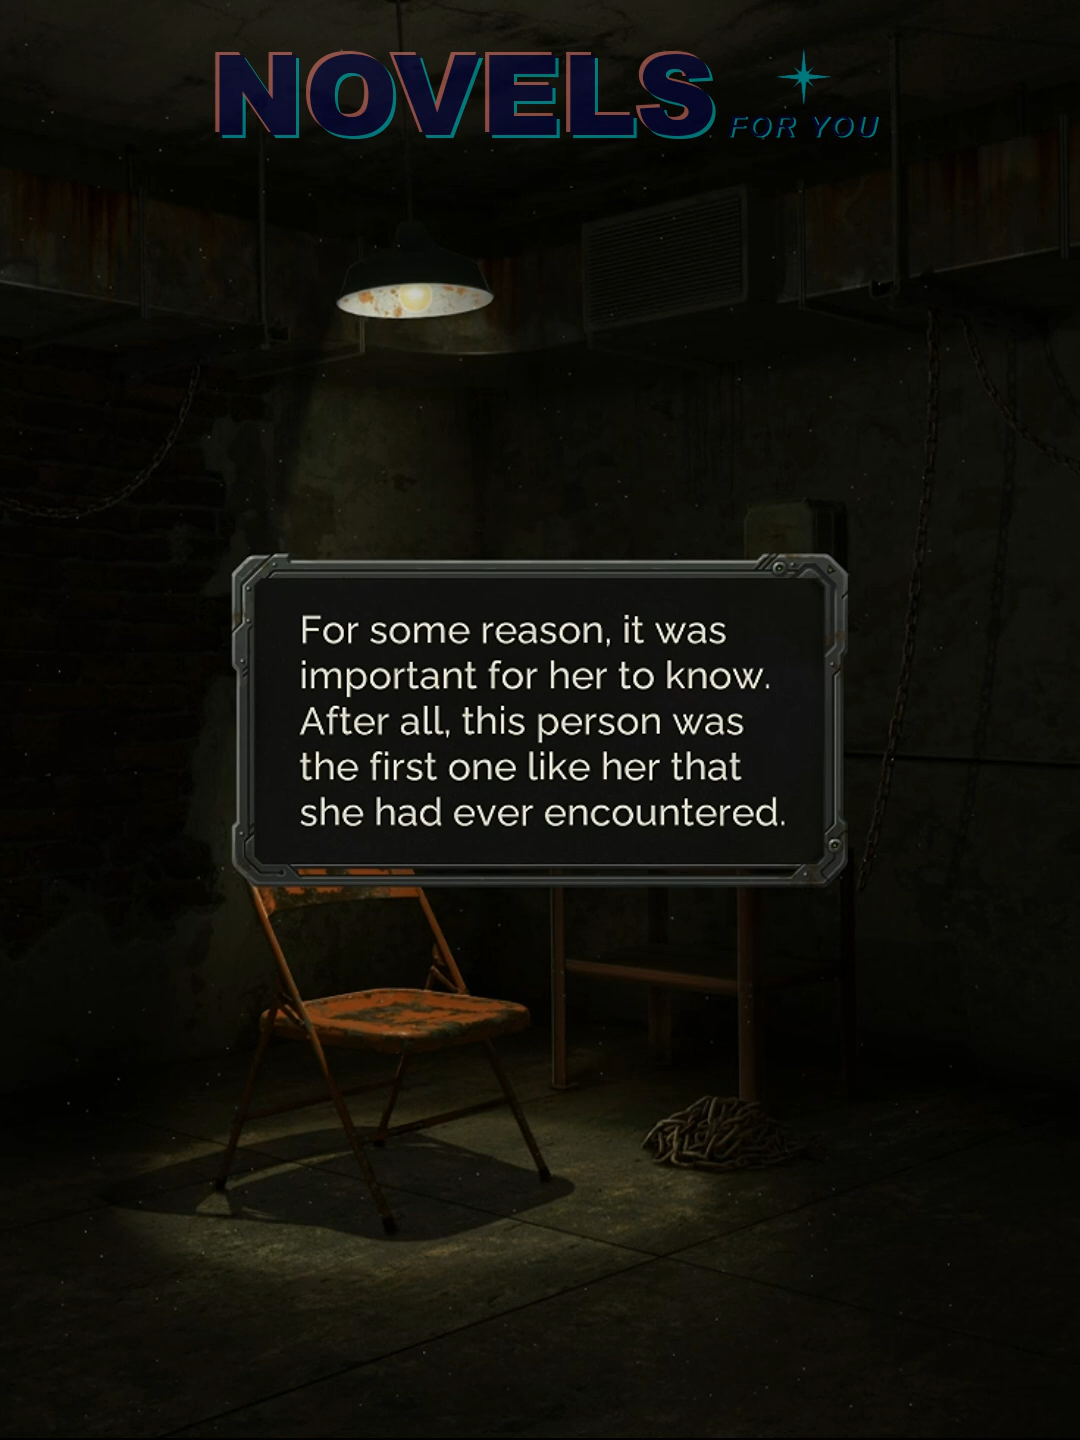 NOVELS
FOR YOU
For some reason, it was
important for her to know.
After all, this person was
the first one like her that
she had ever encountered.